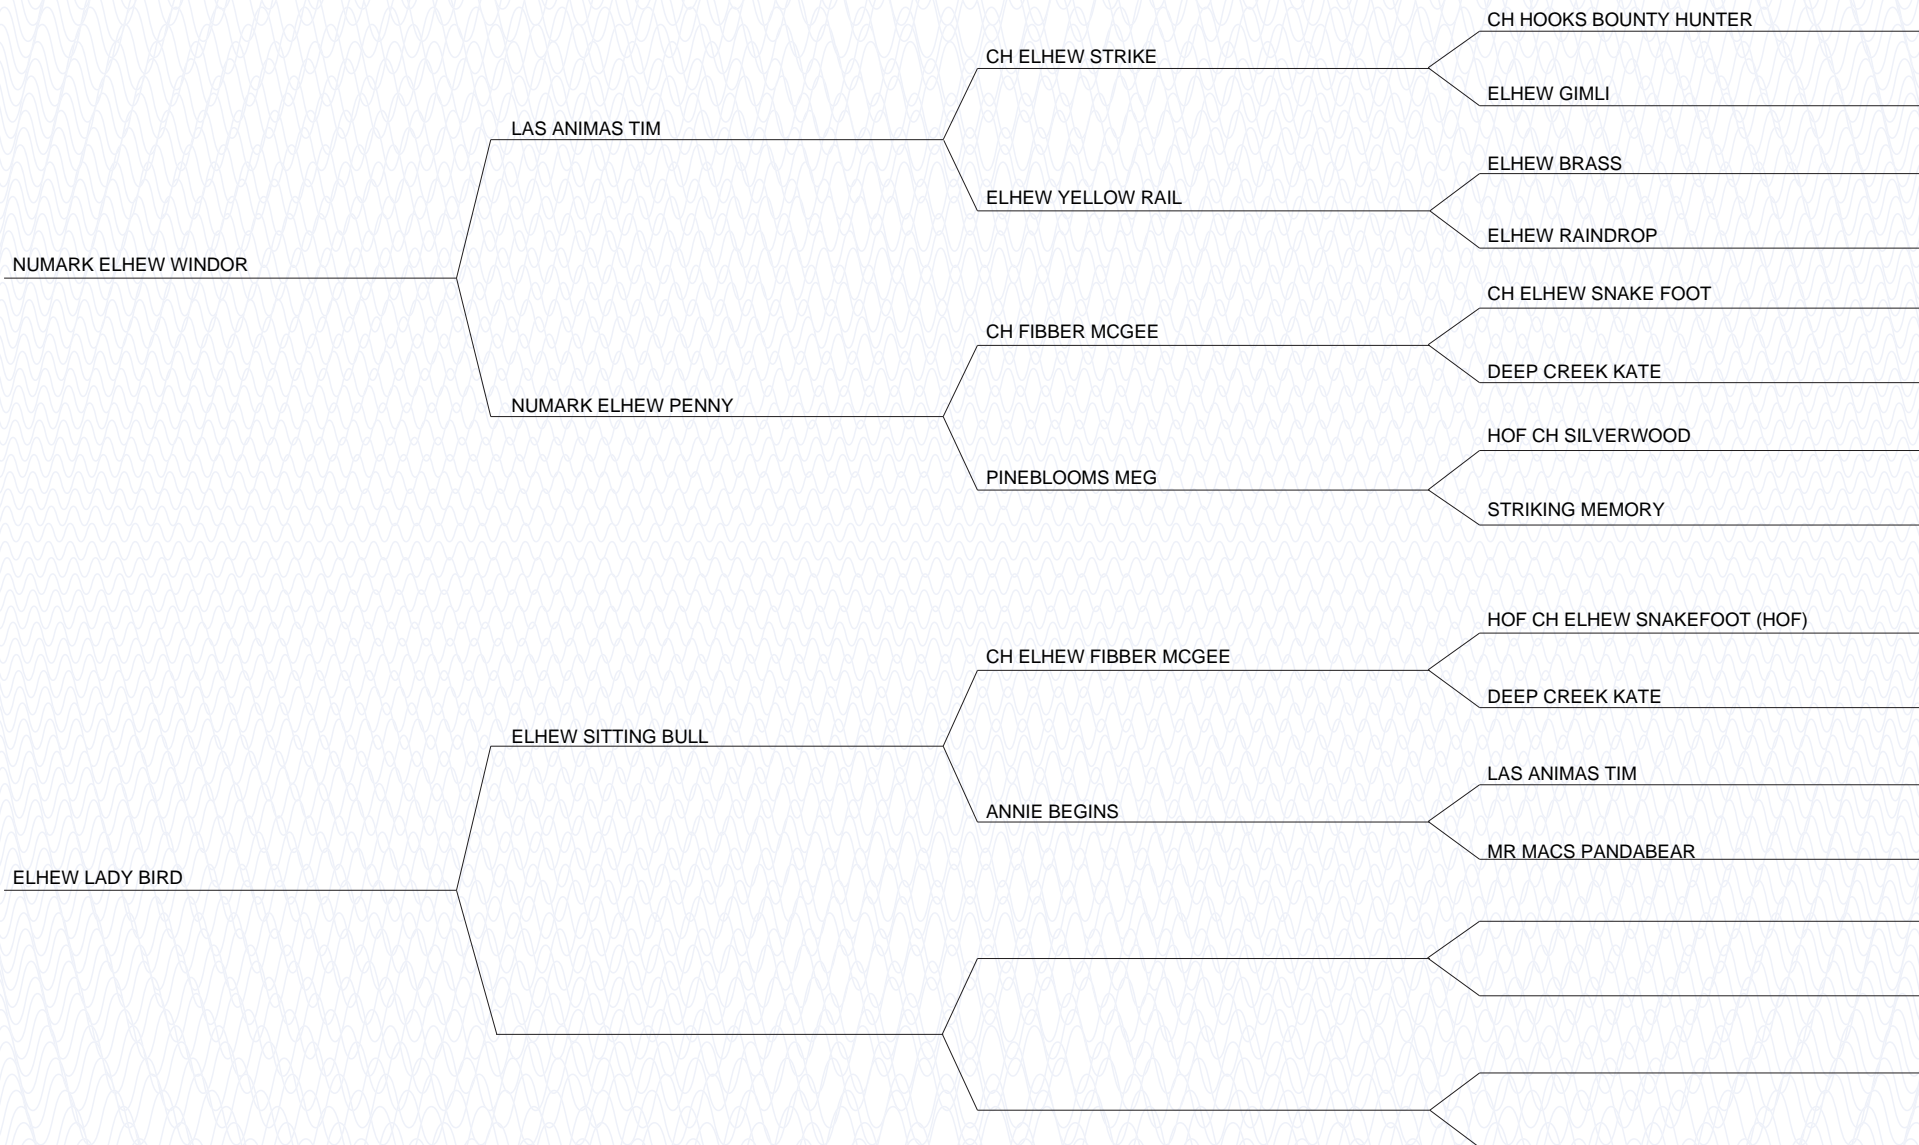 CH HOOKS BOUNTY HUNTER
CH ELHEW STRIKE
ELHEW GIMLI
LAS ANIMAS TIM
ELHEW BRASS
ELHEW YELLOW RAIL
ELHEW RAINDROP
NUMARK ELHEW WINDOR
CH ELHEW SNAKE FOOT
CH FIBBER MCGEE
DEEP CREEK KATE
NUMARK ELHEW PENNY
HOF CH SILVERWOOD
PINEBLOOMS MEG
STRIKING MEMORY
HOF CH ELHEW SNAKEFOOT (HOF)
CH ELHEW FIBBER MCGEE
DEEP CREEK KATE
ELHEW SITTING BULL
LAS ANIMAS TIM
ANNIE BEGINS
MR MACS PANDABEAR
ELHEW LADY BIRD